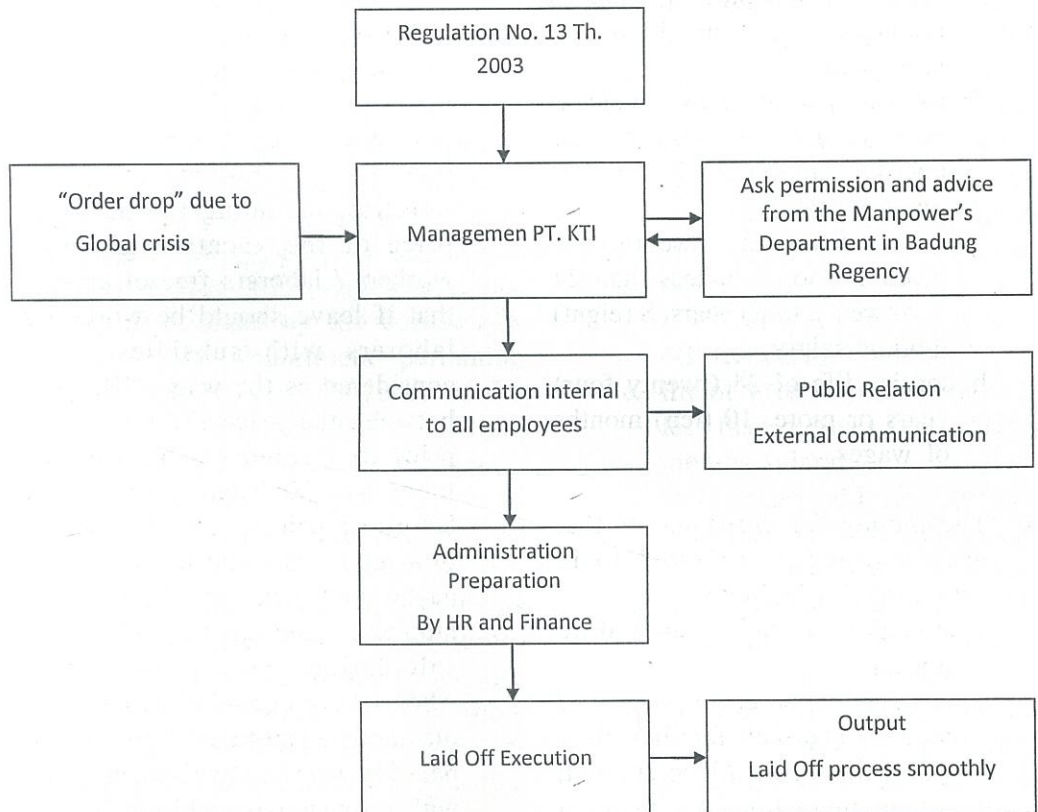 Regulation No. 13 Th.
2003
“Order drop” due to
Global crisis
Managemen PT. KTI
Ask permission and advice
from the Manpower’s
Department in Badung
Regency
Communication Internal
to all employees
Public Relation
External communication
Administration
Preparation
By HR and Finance
Laid Off Execution
Output
Laid Off process smoothly